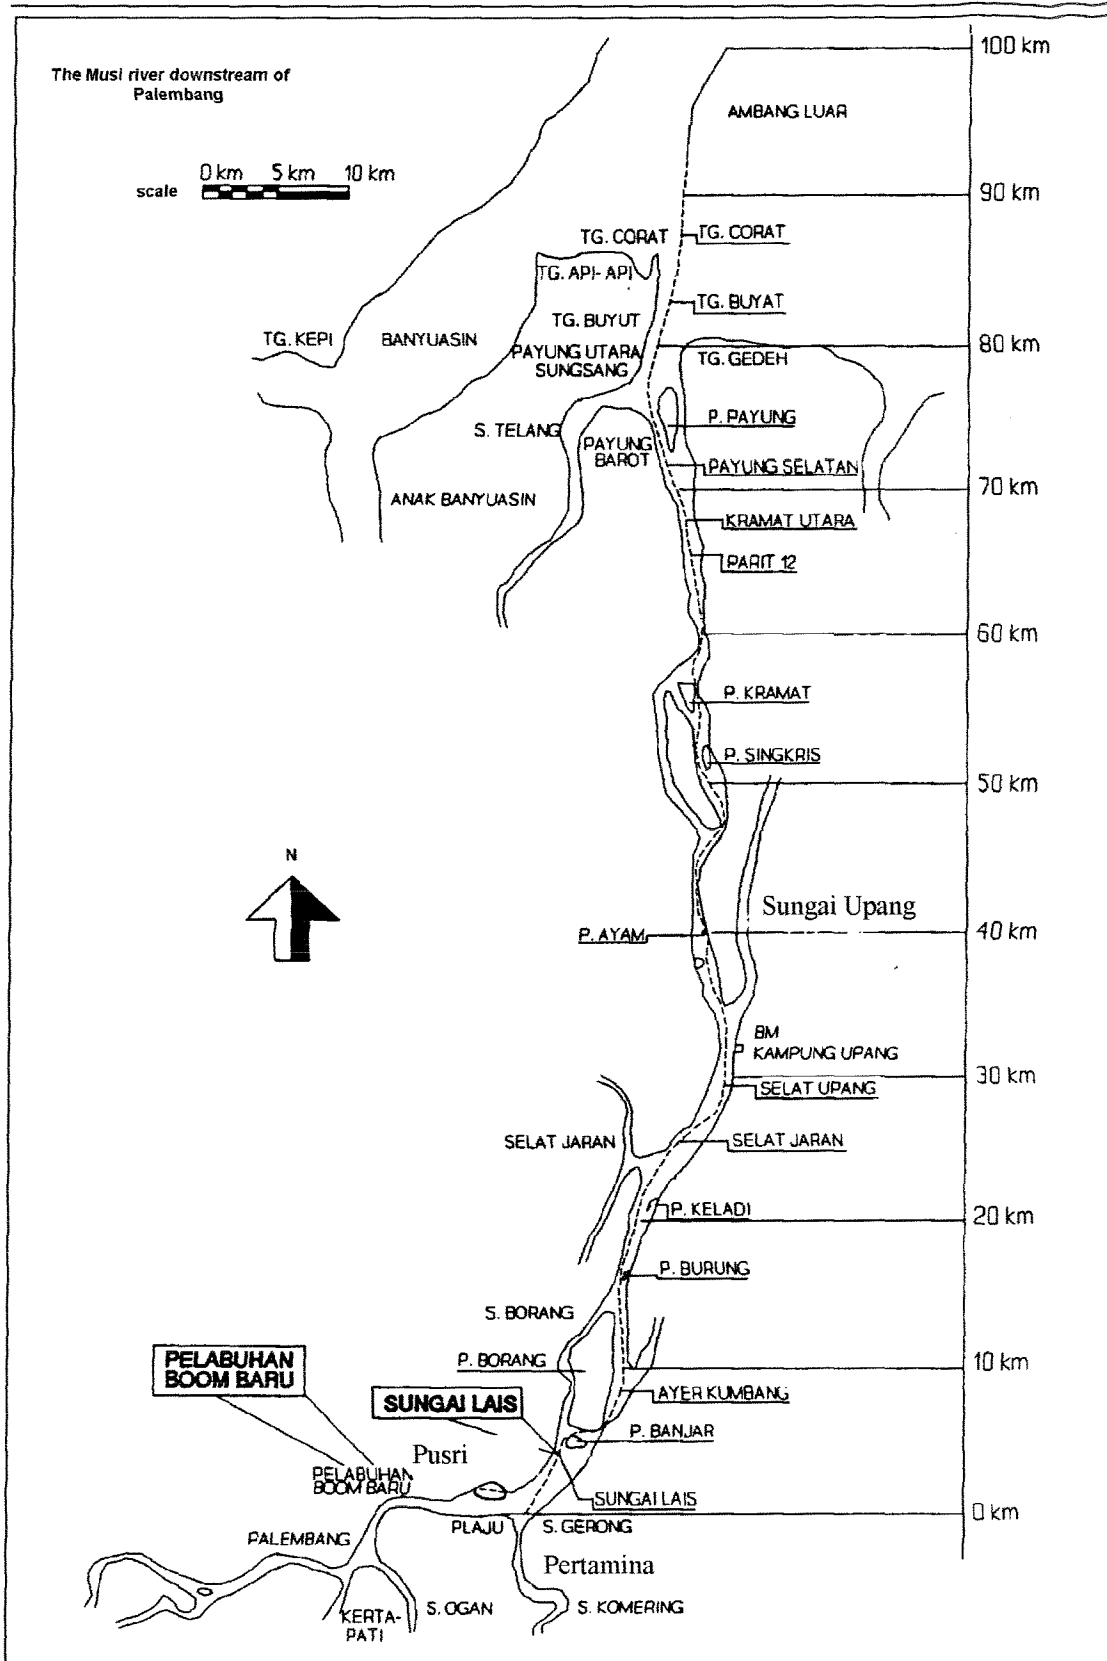 The Musi river downstream of
Palembang
100 km
AMBANG LUAR
0 km 5 km 10 km
scale
90 km
TG. CORAT
TG. CORAT
TG. API-API
TG. BUYAT
TG. BUYUT
TG. KEPI
BANYUASIN
PAYUNG UTARA
SUNGSANG
80 km
TG. GEDEH
P. PAYUNG
S. TELANG
PAYUNG
BAROT
PAYUNG SELATAN
70 km
ANAK BANYUASIN
KRAMAT UTARA
PARIT 12
60 km
P. KRAMAT
P. SINGKRIS
50 km
N
Sungai Upang
P. AYAM
40 km
BM
KAMPUNG UPANG
30 km
SELAT UPANG
SELAT JARAN
SELAT JARAN
P. KELADI
20 km
P. BURUNG
S. BORANG
PELABUHAN
BOOM BARU
P. BORANG
10 km
AYER KUMBANG
SUNGAI LAIS
P. BANJAR
Pusri
PELABUHAN
BOOM BARU
SUNGAI LAIS
0 km
PALEMBANG
PLAJU
S. GERONG
Pertamina
KERTA-
PATI
S. OGAN
S. KOMERING